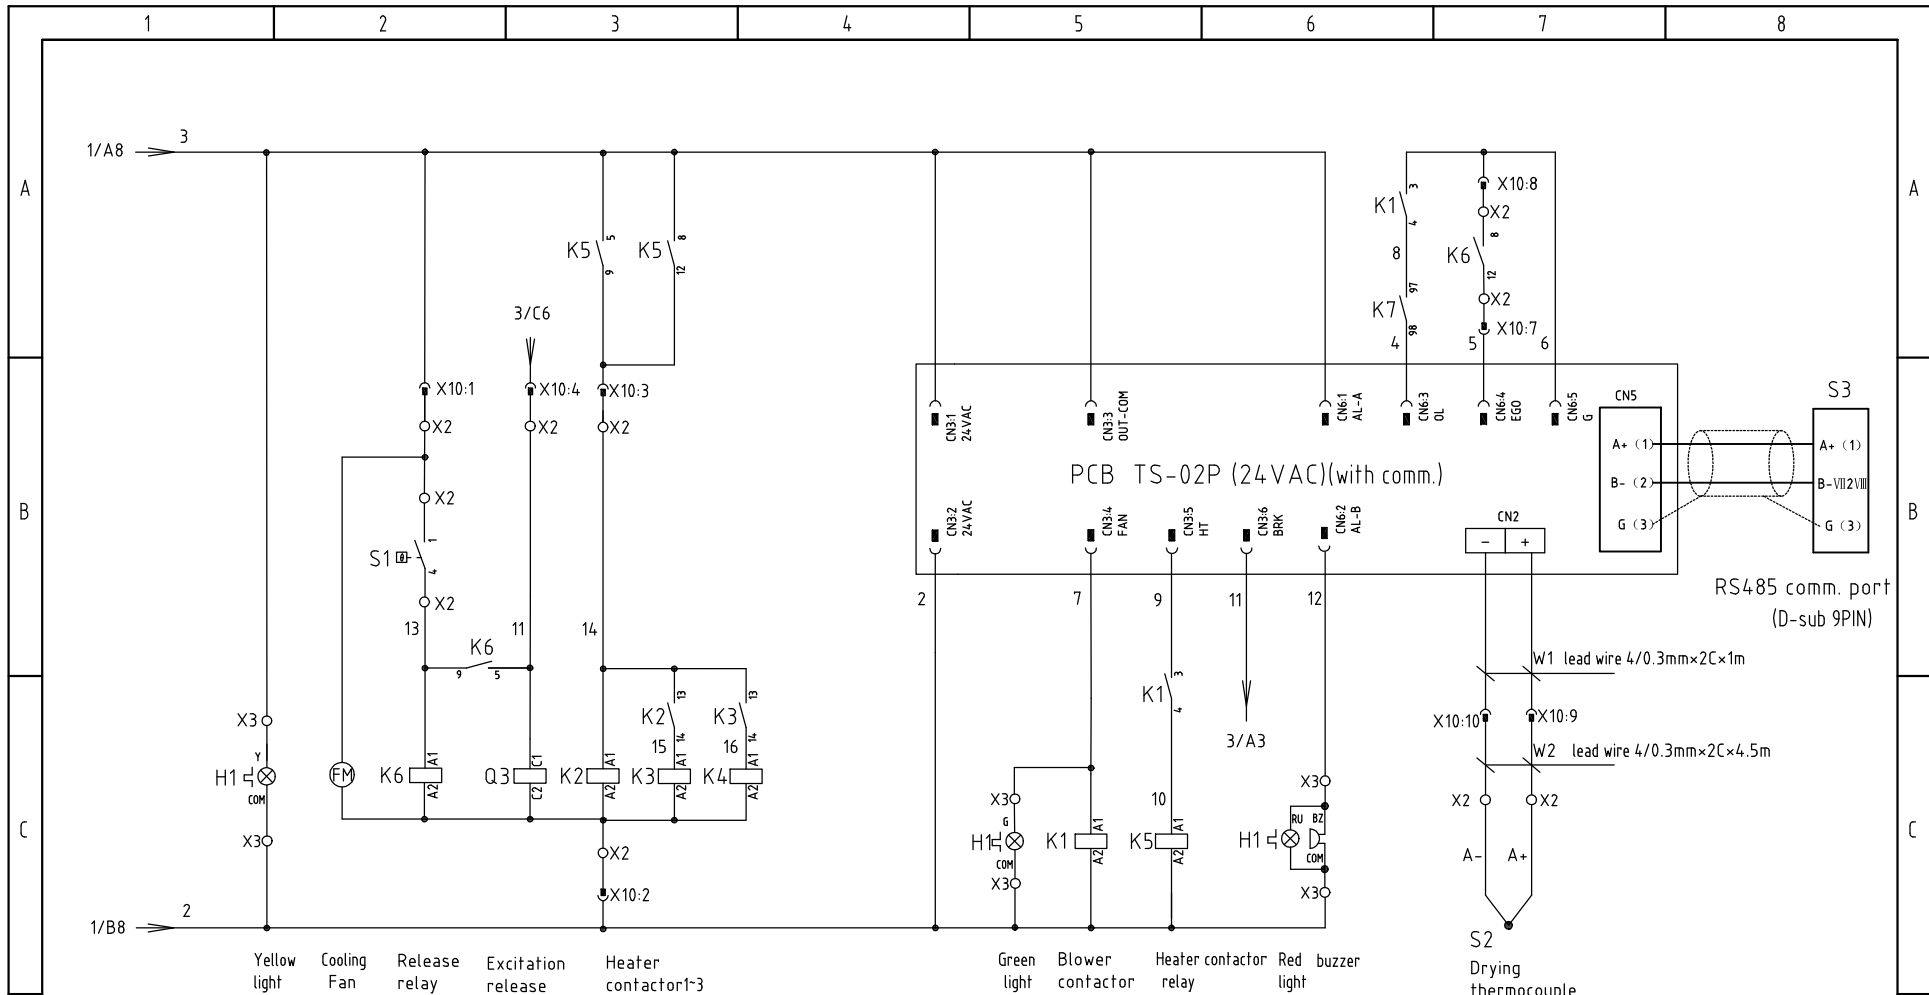 1 2 3 4 5 6 7 8
A A
1/A8 3
X10:8
K1 3 4
X2
K5 5 9
K5 8 12
8
K6 8 12
97
X2
K7 98
X10:7
3/C6
4 5 6
X10:1 X10:4 X10:3
X2 X2 X2
CN3:1 24VAC
CN3:3 OUT-COM
CN6:1 AL-A
CN6:3 OL
CN6:4 EGO
CN6:5 G
CN5
S3
A+ (1) A+ (1)
B- (2) B-Ⅶ2Ⅷ
G (3) G (3)
PCB TS-02P (24VAC)(with comm.)
B B
X2
CN3:2 24VAC
CN3:4 FAN
CN3:5 HT
CN3:6 BRK
CN6:2 AL-B
CN2
- +
S1 1 4
X2
RS485 comm. port
(D-sub 9PIN)
2 7 9 11 12
13 11 14
K6
9 5
W1 lead wire 4/0.3mm×2C×1m
K1 3 4
K2 13 14
K3 13 14
X3
X10:10 X10:9
15 16
3/A3
W2 lead wire 4/0.3mm×2C×4.5m
H1 Y COM
FM
K6 A1 A2
Q3 C1 C2
K2 A1 A2
K3 A1 A2
K4 A1 A2
X3
X3
10
X2 X2
C C
X3
H1 G COM
K1 A1 A2
K5 A1 A2
H1 RU BZ COM
X2
A- A+
X3
X3
X10:2
1/B8 2
S2
Drying
thermocouple
Yellow
light
Cooling
Fan
Release
relay
Excitation
release
Heater
contactor1~3
Green
light
Blower
contactor
Heater contactor
relay
Red
light
buzzer